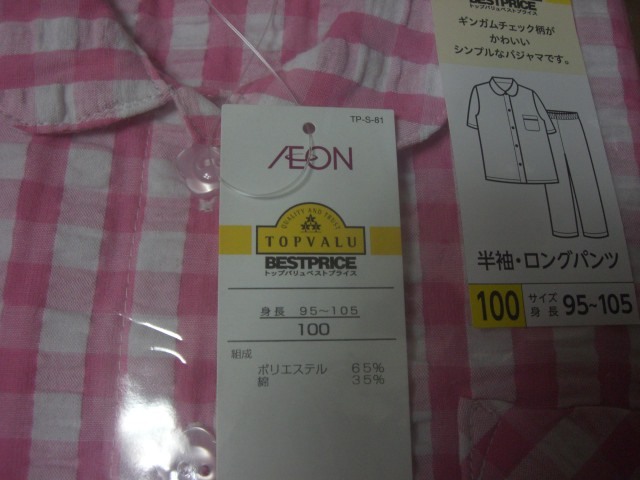 TP-S-81
ÆON
QUALITY AND TRUST
TOPVALU
BESTPRICE
トップバリュベストプライス
身長 95~105
100
組成
ポリエステル 65%
綿 35%
BESTPRICE
トップバリュベストプライス
ギンガムチェック柄が
かわいい
シンプルなパジャマです。
半袖・ロングパンツ
100 サイズ 身長 95~105